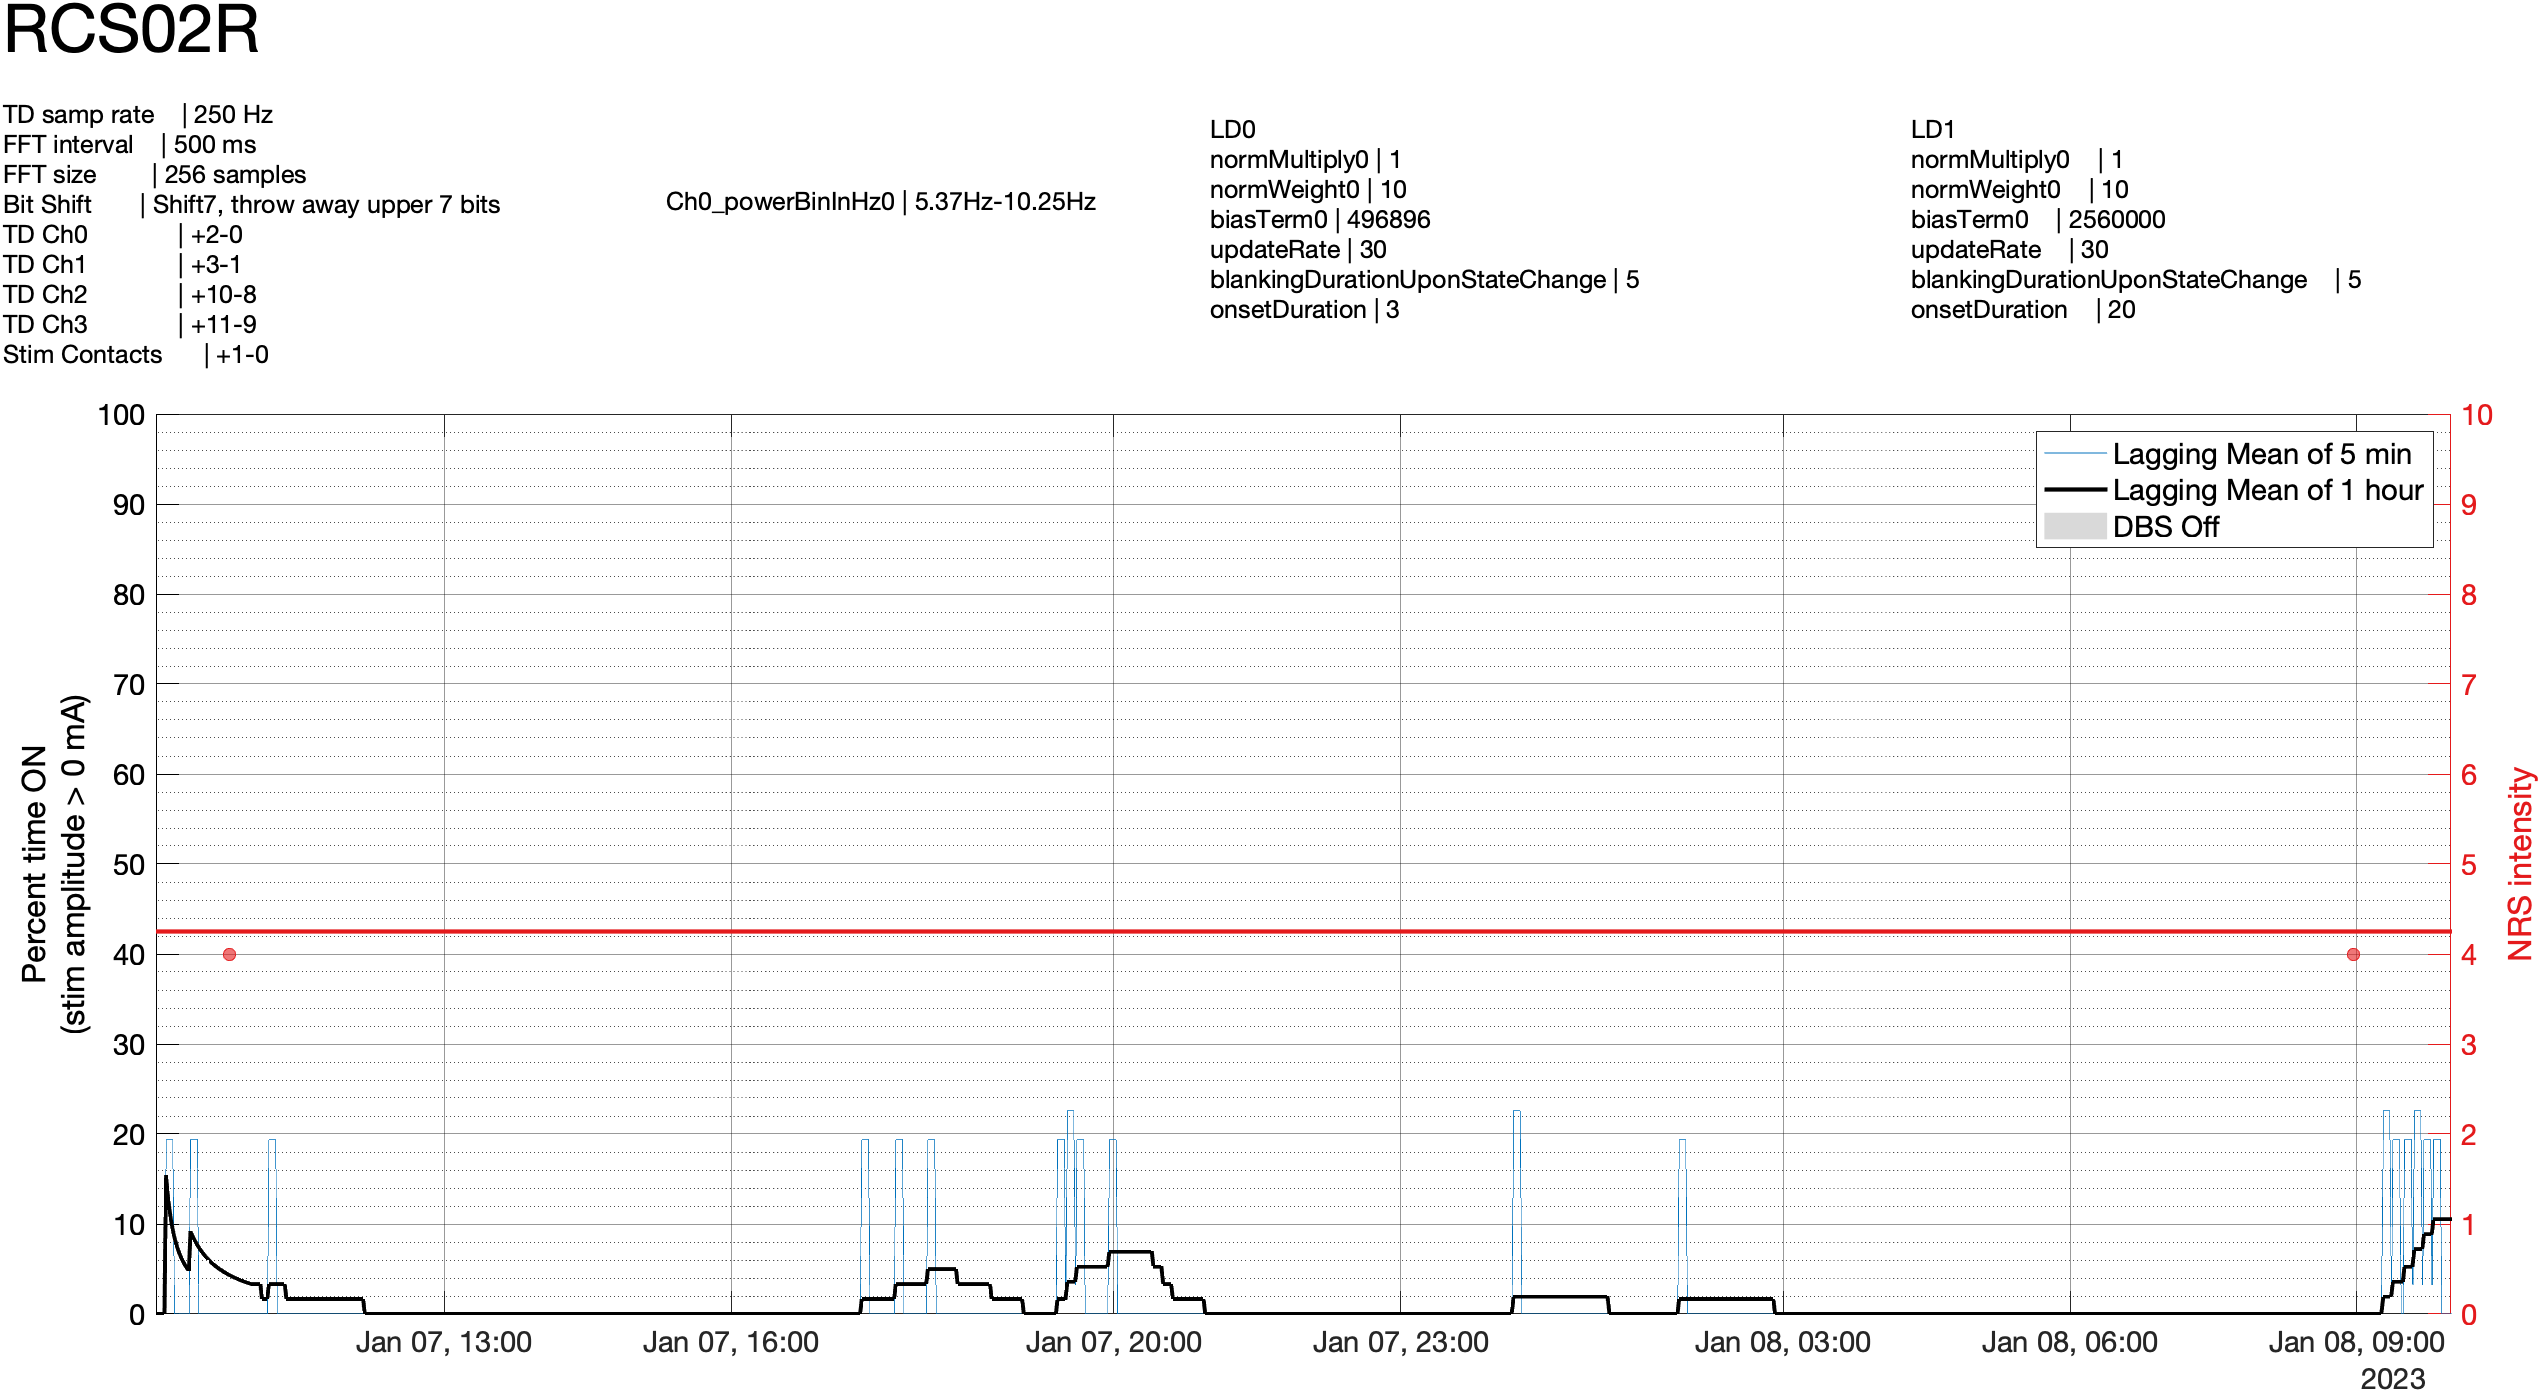 RCS02R
TD samp rate | 250 Hz
FFT interval | 500 ms
FFT size | 256 samples
Bit Shift | Shift7, throw away upper 7 bits
TD Ch0 | +2-0
TD Ch1 | +3-1
TD Ch2 | +10-8
TD Ch3 | +11-9
Stim Contacts | +1-0
Ch0_powerBinInHz0 | 5.37Hz-10.25Hz
LD0
normMultiply0 | 1
normWeight0 | 10
biasTerm0 | 496896
updateRate | 30
blankingDurationUponStateChange | 5
onsetDuration | 3
LD1
normMultiply0 | 1
normWeight0 | 10
biasTerm0 | 2560000
updateRate | 30
blankingDurationUponStateChange | 5
onsetDuration | 20
Percent time ON
(stim amplitude > 0 mA)
100
90
80
70
60
50
40
30
20
10
0
Lagging Mean of 5 min
Lagging Mean of 1 hour
DBS Off
10
9
8
7
6
5
4
3
2
1
0
NRS intensity
Jan 07, 13:00
Jan 07, 16:00
Jan 07, 20:00
Jan 07, 23:00
Jan 08, 03:00
Jan 08, 06:00
Jan 08, 09:00
2023